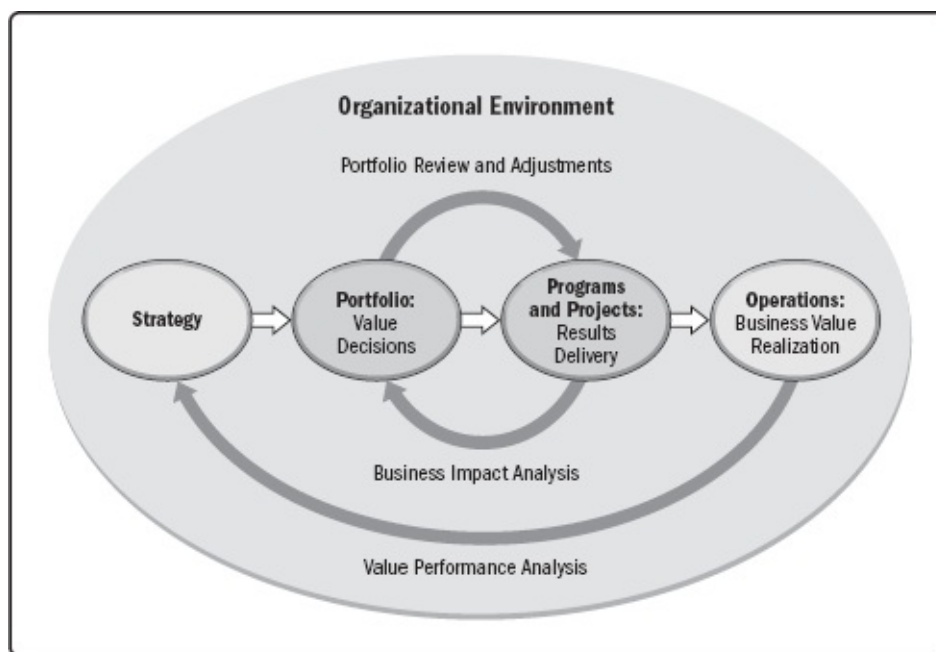 Organizational Environment
Portfolio Review and Adjustments
Strategy
Portfolio:
Value
Decisions
Programs
and Projects:
Results
Delivery
Operations:
Business Value
Realization
Business Impact Analysis
Value Performance Analysis